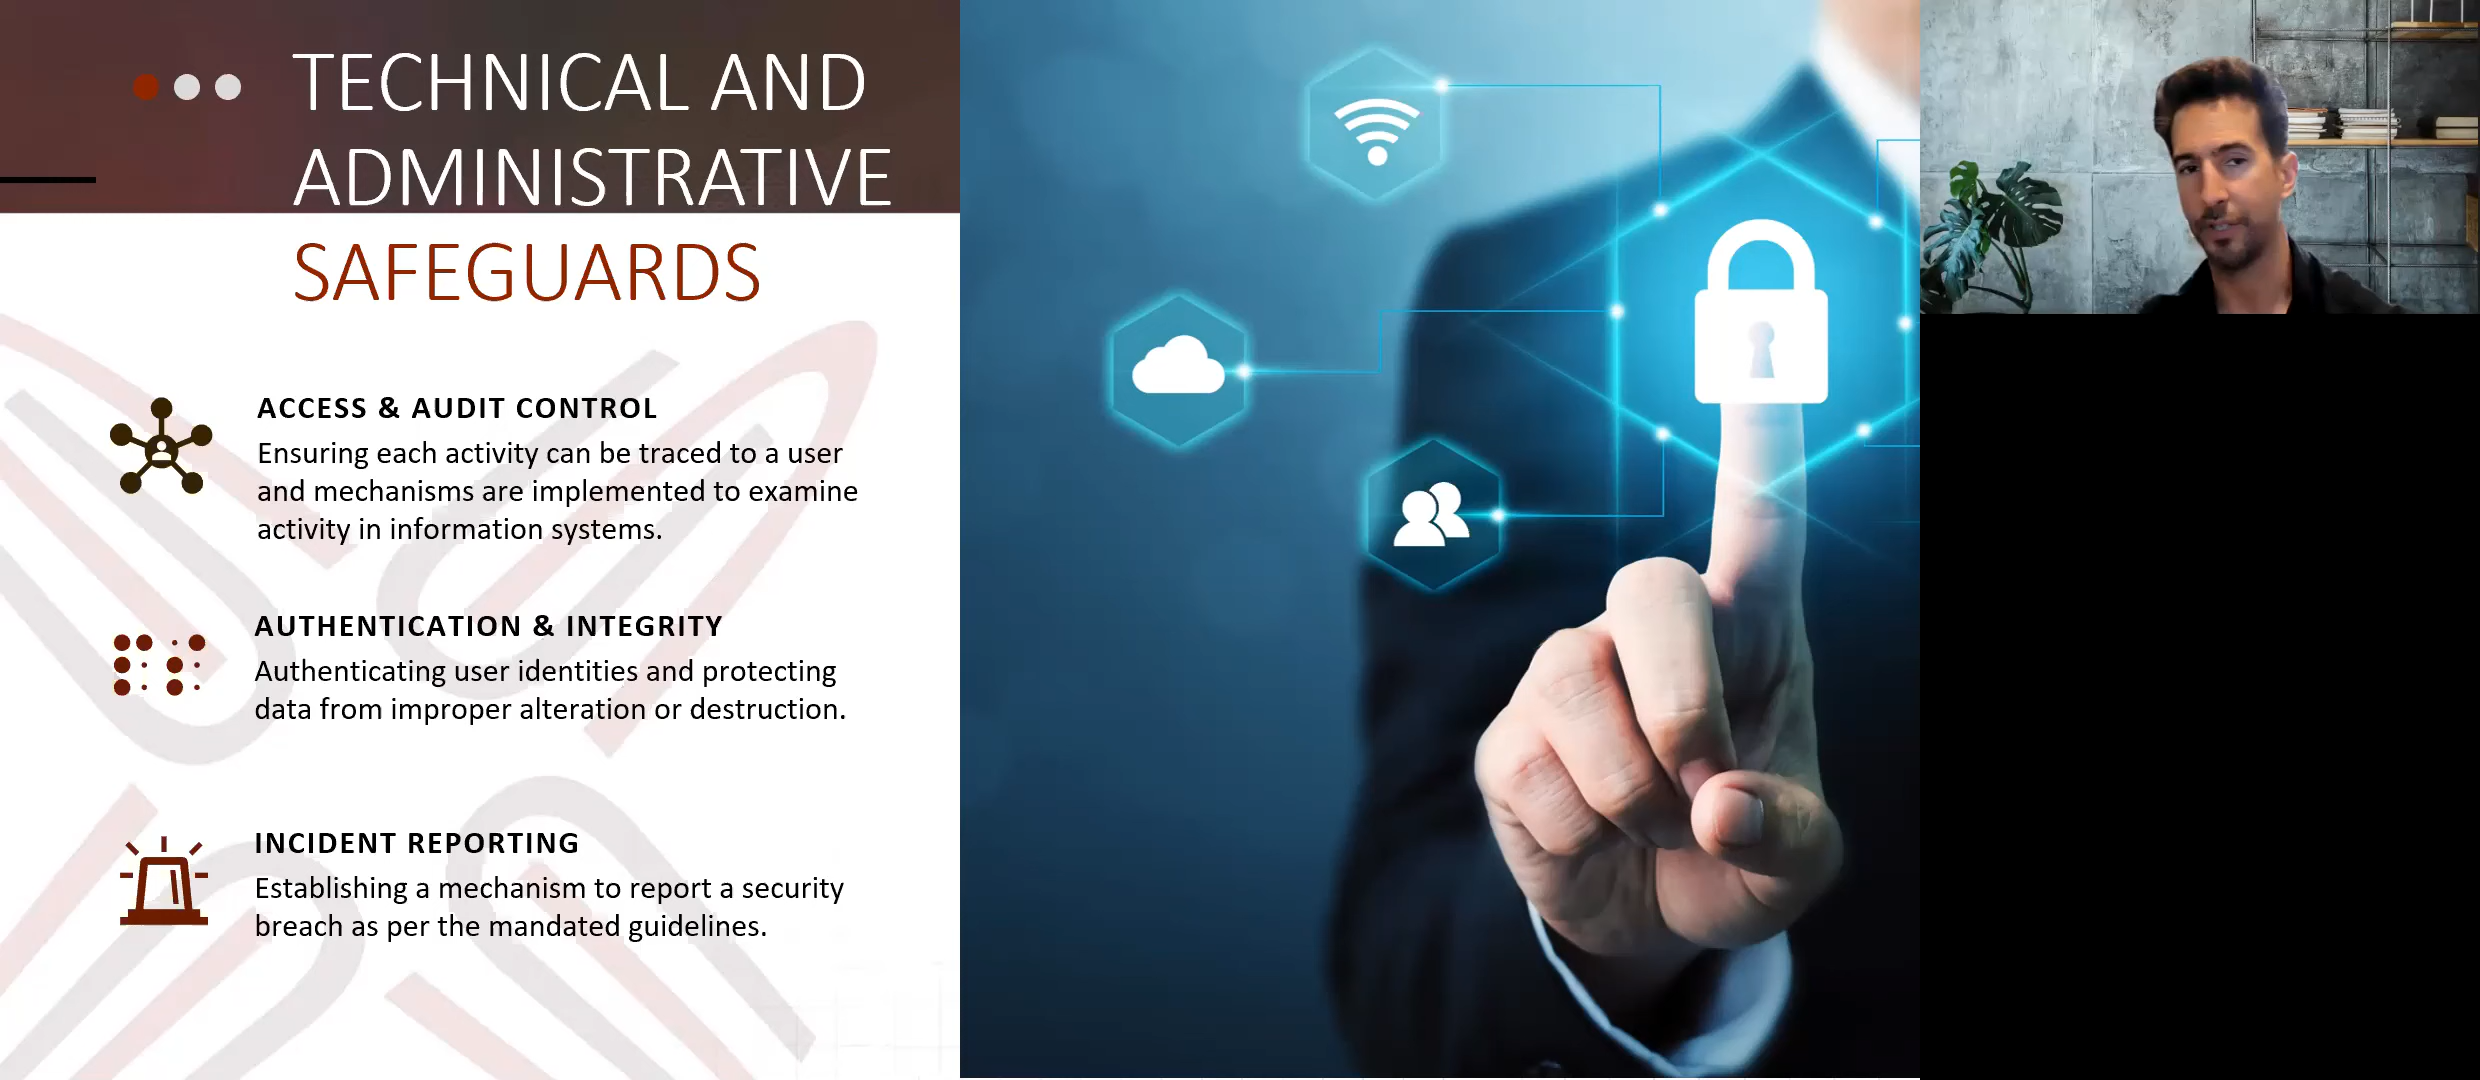 TECHNICAL AND
ADMINISTRATIVE
SAFEGUARDS
ACCESS & AUDIT CONTROL
Ensuring each activity can be traced to a user
and mechanisms are implemented to examine
activity in information systems.
AUTHENTICATION & INTEGRITY
Authenticating user identities and protecting
data from improper alteration or destruction.
INCIDENT REPORTING
Establishing a mechanism to report a security
breach as per the mandated guidelines.